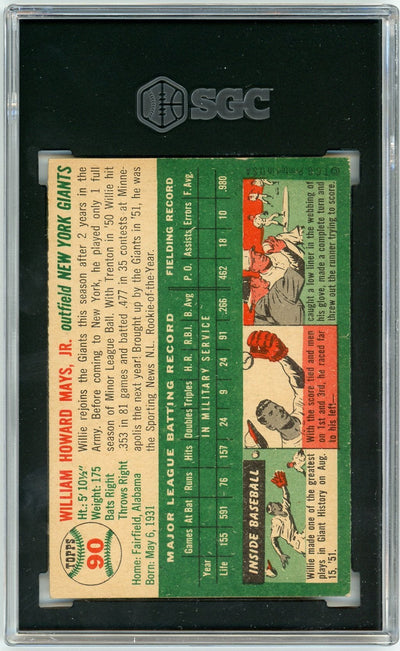 SGC
TOPPS
90
WILLIAM HOWARD MAYS, JR. outfield NEW YORK GIANTS
Ht.: 5' 10½"
Weight: 175
Bats Right
Throws Right
Home: Fairfield, Alabama
Born: May 6, 1931
Willie rejoins the Giants this season after 2 years in the
Army. Before coming to New York, he played only 1 full
season of Minor League Ball. With Trenton in '50 Willie hit
.353 in 81 games and batted .477 in 35 contests at Minne-
apolis the next year! Brought up by the Giants in '51, he was
the Sporting News N.L. Rookie-of-the-Year.
MAJOR LEAGUE BATTING RECORD FIELDING RECORD
Games At Bat Runs Hits Doubles Triples H.R. R.B.I. B. Avg P.O. Assists Errors F. Avg.
Year IN MILITARY SERVICE
Life 155 591 76 157 24 9 24 91 .266 462 18 10 .980
INSIDE BASEBALL
Willie made one of the greatest
plays in Giant History on Aug.
15, '51
With the score tied and men
on 1st and 3rd, he raced far
to his left—
caught a low liner in the webbing of
his glove, made a complete turn and
threw out the runner trying to score.